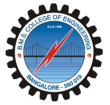 B.M.S. COLLEGE OF ENGINEERING
BANGALORE - 560 019